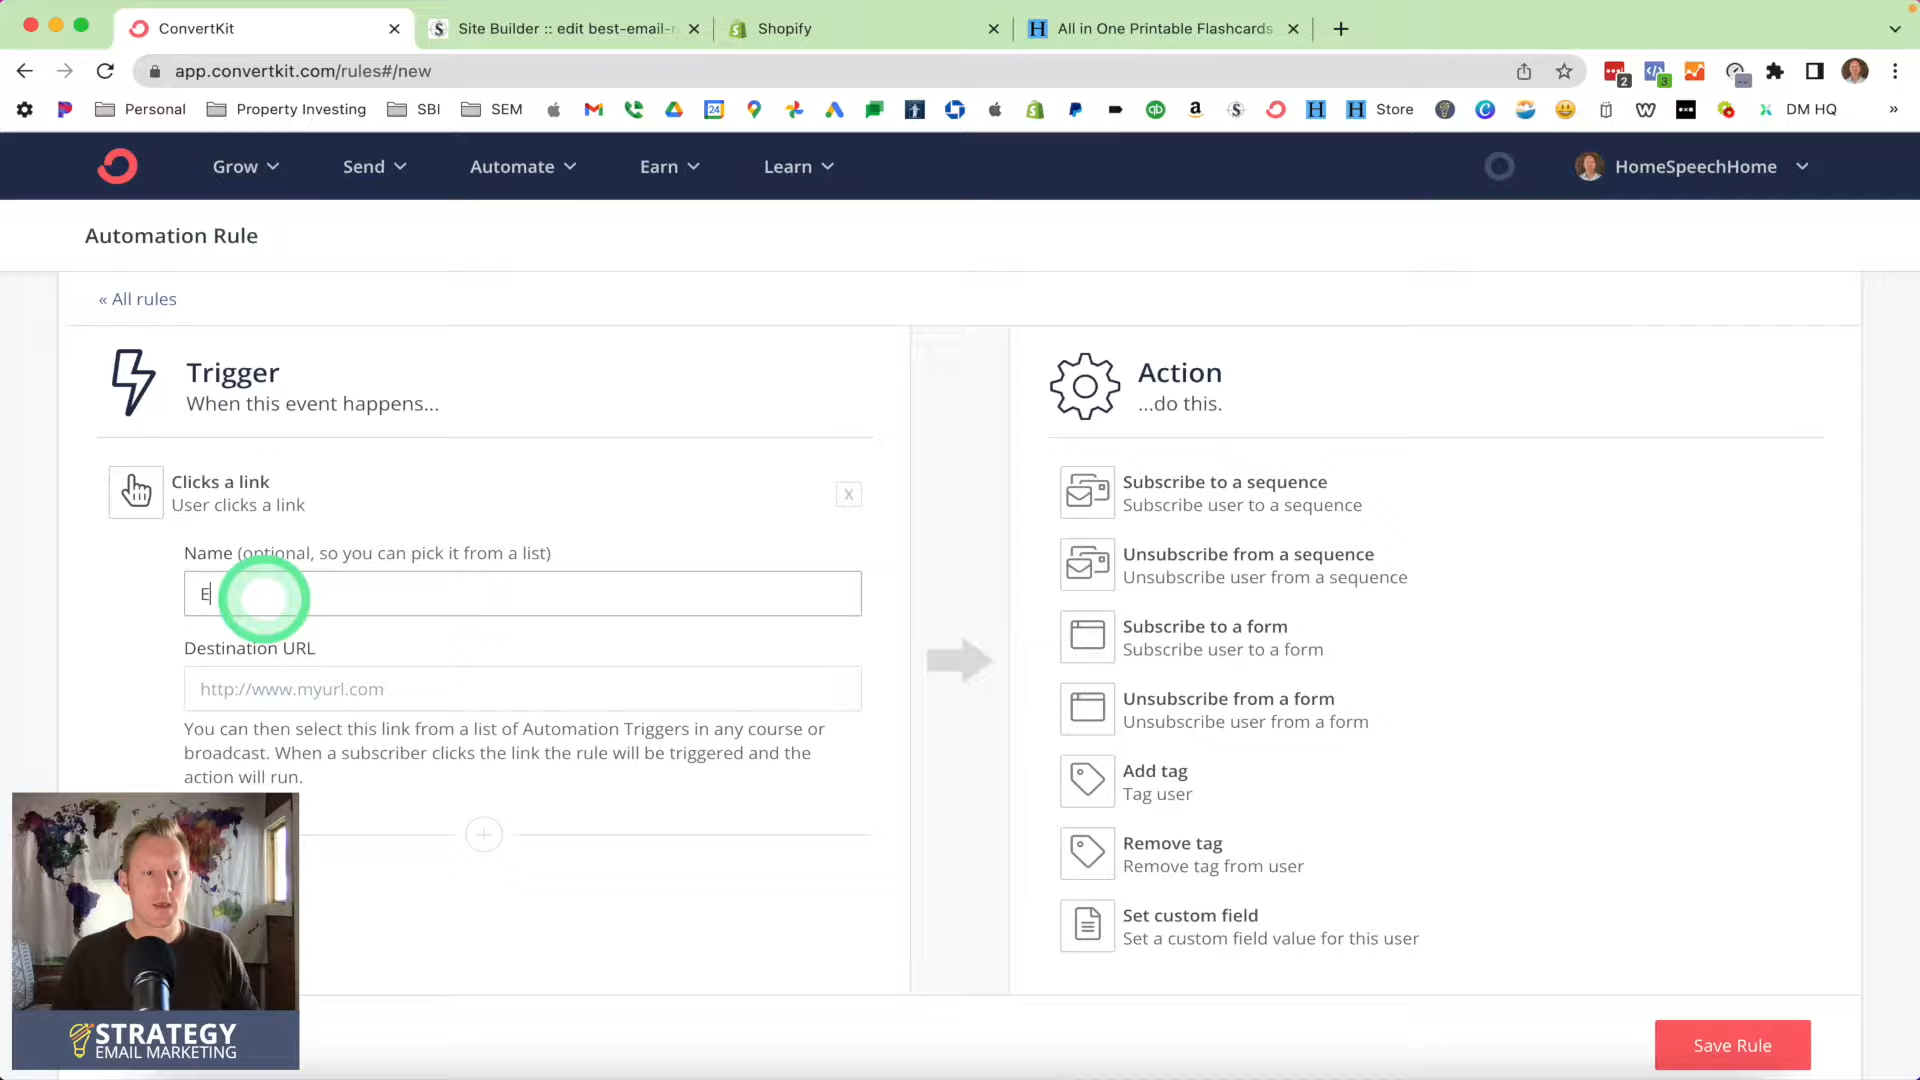 ConvertKit
Site Builder :: edit best-email-
Shopify
All in One Printable Flashcards
app.convertkit.com/rules#/new
2
3
Personal
Property Investing
SBI
SEM
24
Store
DM HQ
»
Grow
Send
Automate
Earn
Learn
HomeSpeechHome
Automation Rule
« All rules
Trigger
When this event happens...
Action
...do this.
Clicks a link
User clicks a link
X
Name (optional, so you can pick it from a list)
E
Destination URL
http://www.myurl.com
You can then select this link from a list of Automation Triggers in any course or
broadcast. When a subscriber clicks the link the rule will be triggered and the
action will run.
Subscribe to a sequence
Subscribe user to a sequence
Unsubscribe from a sequence
Unsubscribe user from a sequence
Subscribe to a form
Subscribe user to a form
Unsubscribe from a form
Unsubscribe user from a form
Add tag
Tag user
Remove tag
Remove tag from user
Set custom field
Set a custom field value for this user
STRATEGY
EMAIL MARKETING
Save Rule